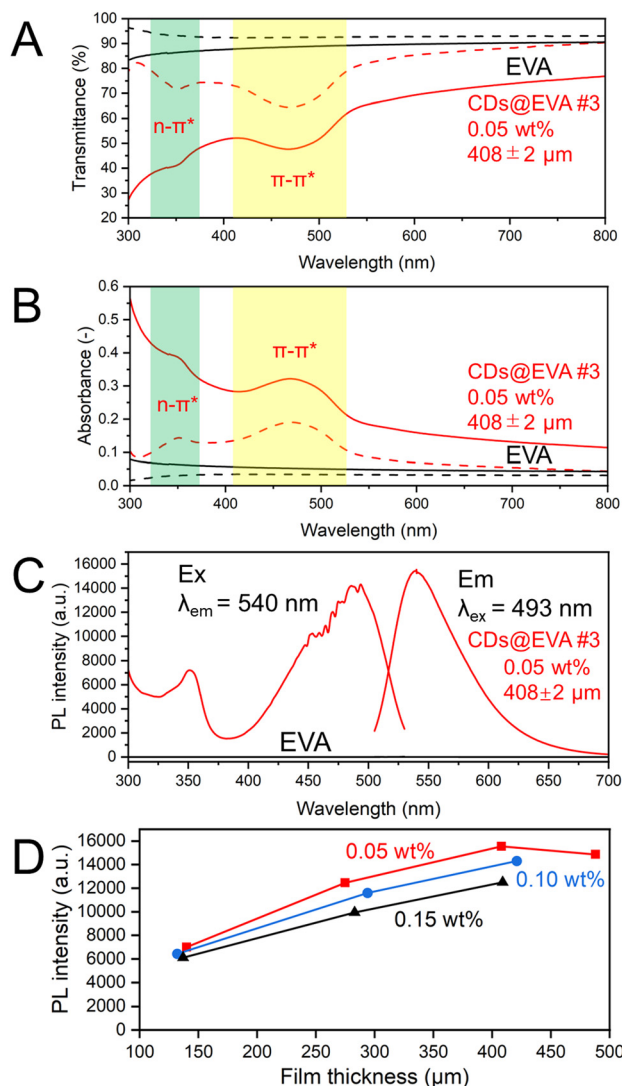 A
100
90
80
70
60
50
40
30
20
Transmittance (%)
EVA
CDs@EVA #3
0.05 wt%
408 ± 2 µm
n-π*
π-π*
300 400 500 600 700 800
Wavelength (nm)
B
0.6
0.5
0.4
0.3
0.2
0.1
0.0
Absorbance (-)
π-π*
n-π*
CDs@EVA #3
0.05 wt%
408 ± 2 µm
EVA
300 400 500 600 700 800
Wavelength (nm)
C
16000
14000
12000
10000
8000
6000
4000
2000
0
PL intensity (a.u.)
Ex
λem = 540 nm
Em
λex = 493 nm
CDs@EVA #3
0.05 wt%
408±2 µm
EVA
300 350 400 450 500 550 600 650 700
Wavelength (nm)
D
16000
14000
12000
10000
8000
6000
4000
2000
0
PL intensity (a.u.)
0.05 wt%
0.10 wt%
0.15 wt%
100 150 200 250 300 350 400 450 500
Film thickness (µm)